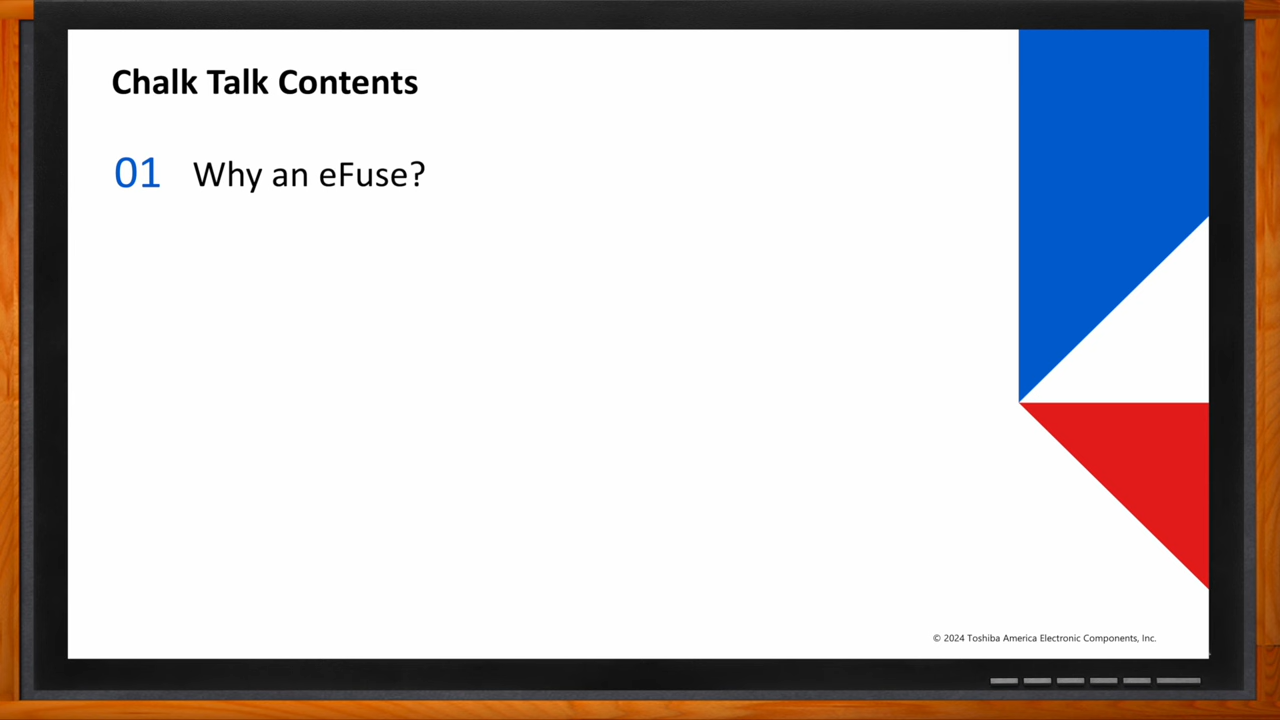 Chalk Talk Contents
01 Why an eFuse?
© 2024 Toshiba America Electronic Components, Inc.